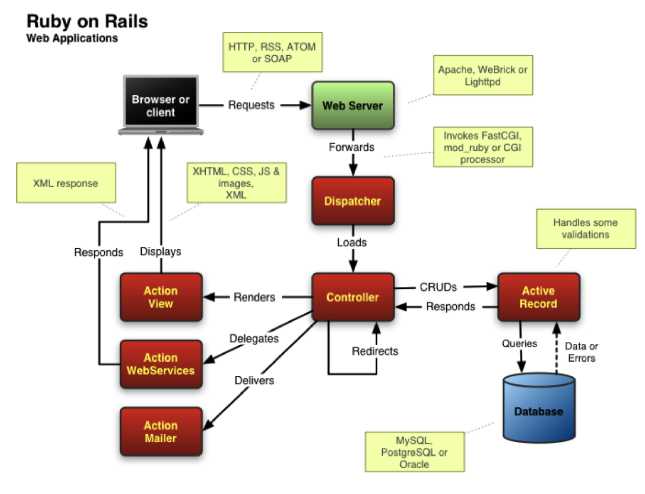 Ruby on Rails
Web Applications
HTTP, RSS, ATOM
or SOAP
Apache, WeBrick or
Lighttpd
Browser or
client
Requests
Web Server
Forwards
Invokes FastCGI,
mod_ruby or CGI
processor
XML response
XHTML, CSS, JS &
images,
XML
Dispatcher
Handles some
validations
Loads
Responds
Displays
Action
View
Renders
Controller
CRUDs
Responds
Active
Record
Delegates
Redirects
Queries
Data or
Errors
Action
WebServices
Delivers
Action
Mailer
Database
MySQL,
PostgreSQL or
Oracle